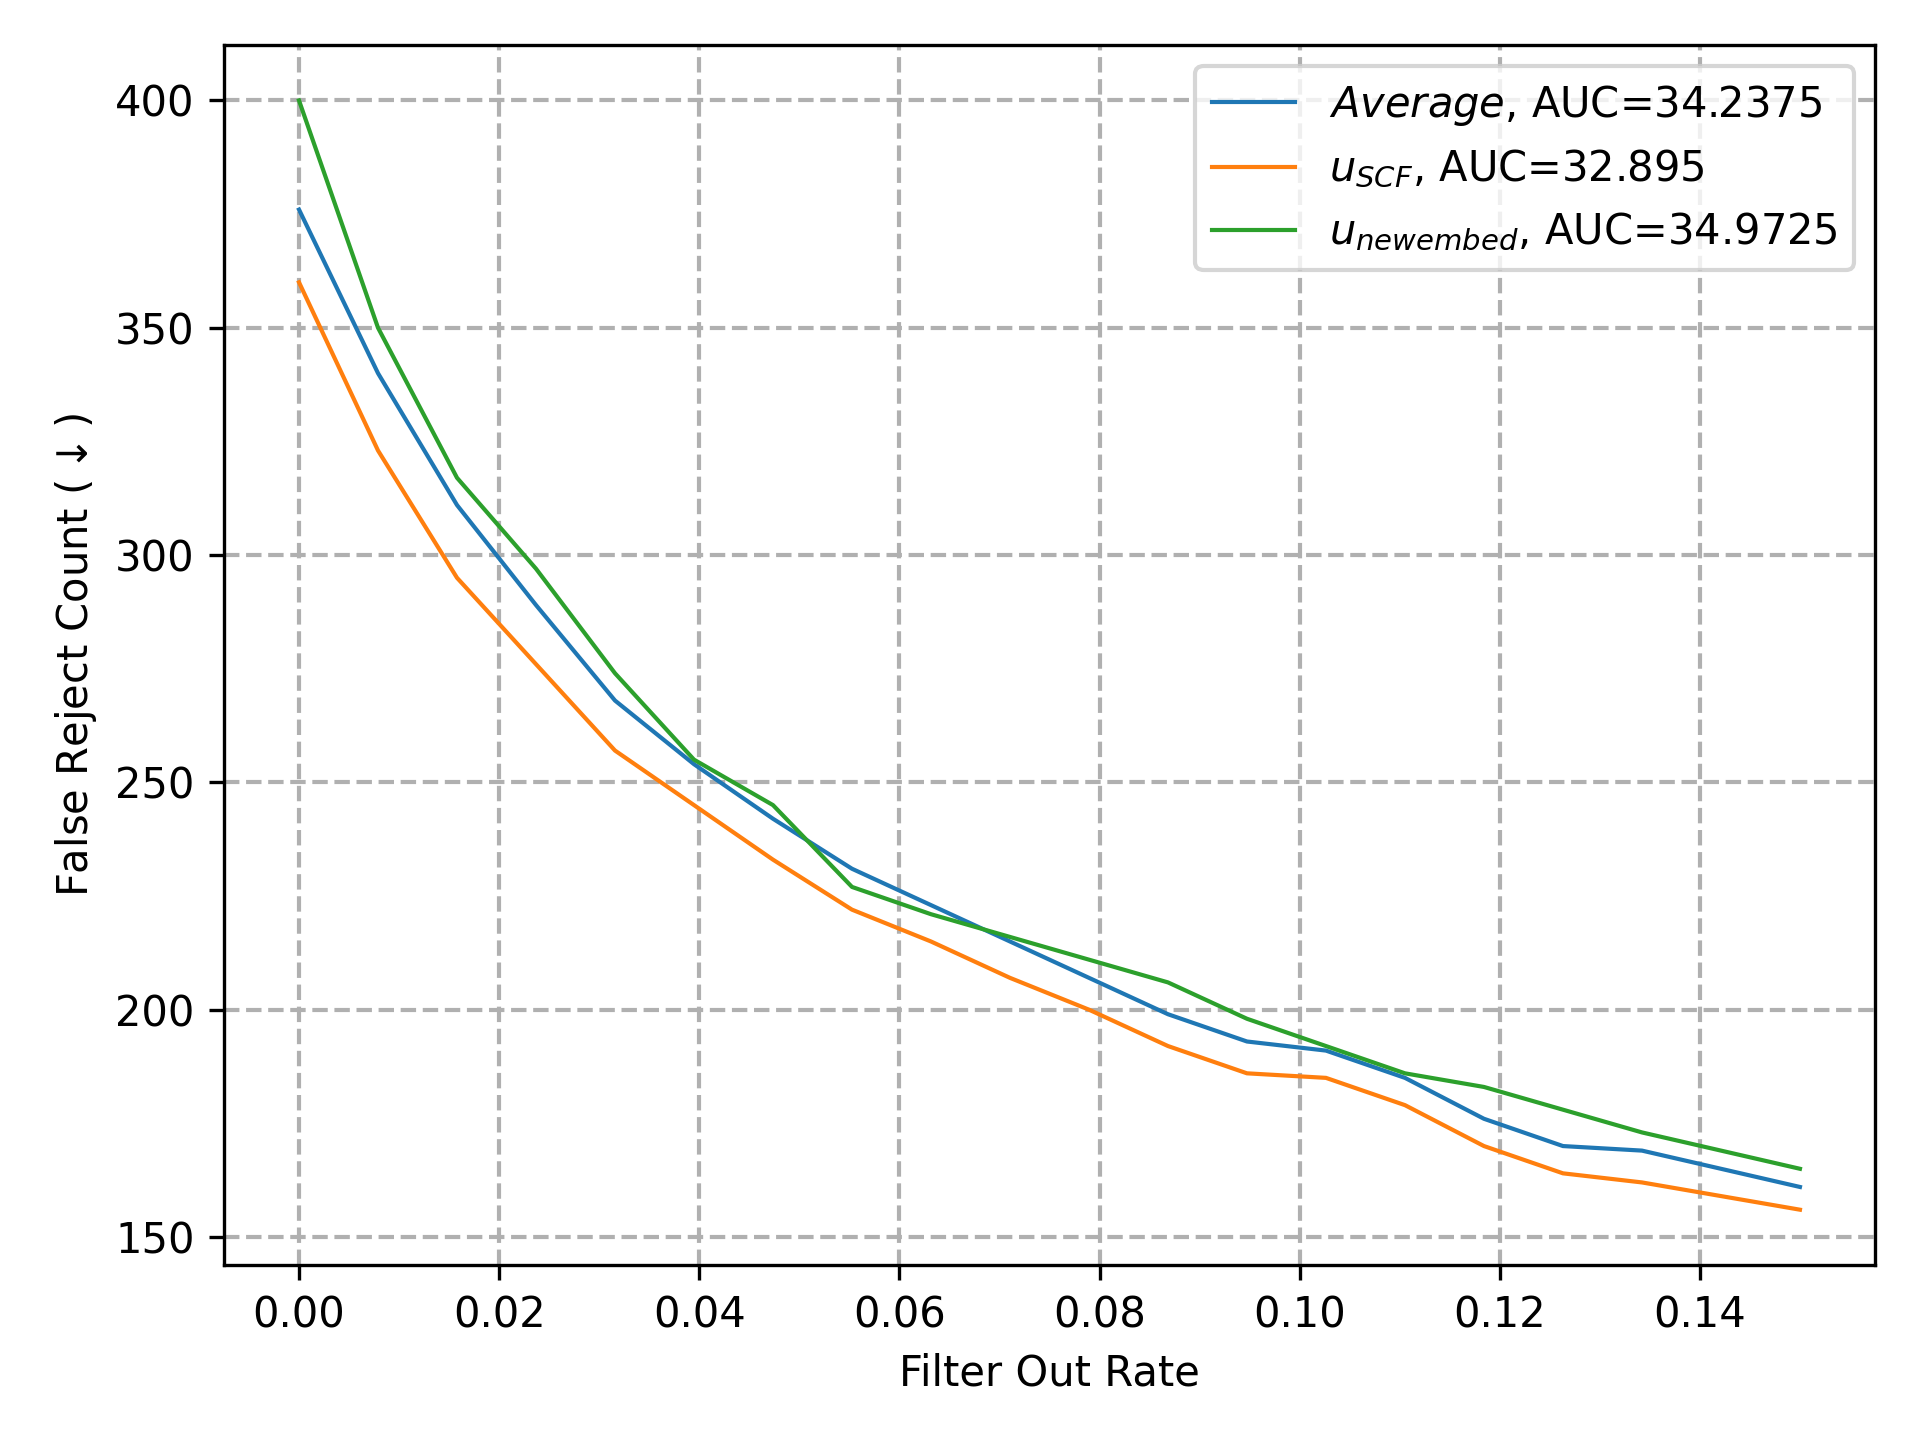 400
350
300
250
200
150
False Reject Count (↓)
Average, AUC=34.2375
u_SCF, AUC=32.895
u_newembed, AUC=34.9725
0.00 0.02 0.04 0.06 0.08 0.10 0.12 0.14
Filter Out Rate